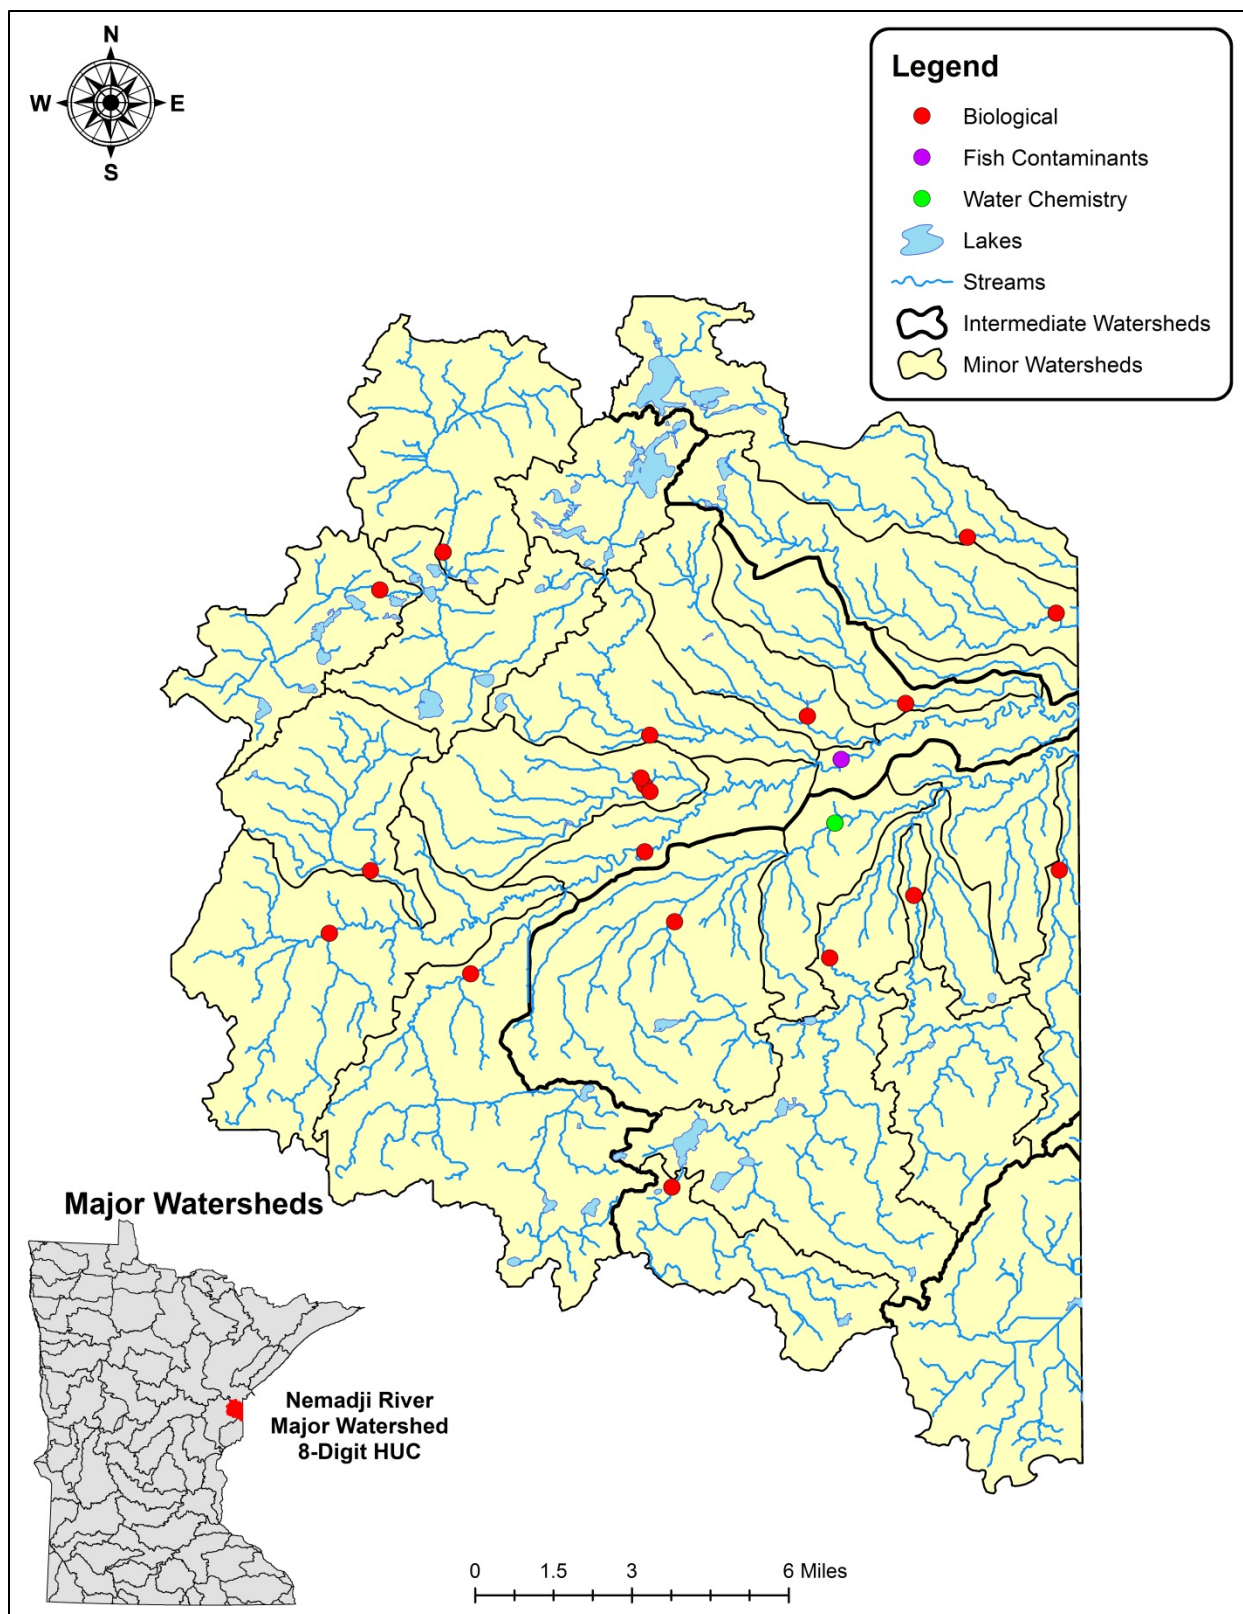 N
W
E
S
Legend
Biological
Fish Contaminants
Water Chemistry
Lakes
Streams
Intermediate Watersheds
Minor Watersheds
Major Watersheds
Nemadji River
Major Watershed
8-Digit HUC
0 1.5 3 6 Miles